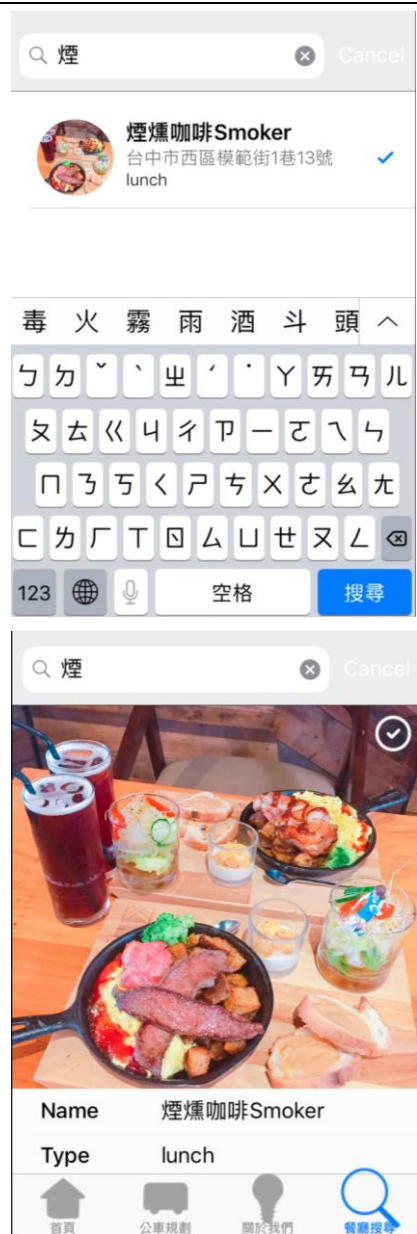 煙
Cancel
煙燻咖啡Smoker
台中市西區模範街1巷13號
lunch
毒 火 霧 雨 酒 斗 頭
ㄅ ㄉ ˇ ˋ ㄓ ˊ ˙ ㄚ ㄞ ㄢ ㄦ
ㄆ ㄊ ㄍ ㄐ ㄔ ㄗ ㄧ ㄛ ㄟ ㄣ
ㄇ ㄋ ㄎ ㄑ ㄕ ㄘ ㄨ ㄜ ㄠ ㄤ
ㄈ ㄌ ㄏ ㄒ ㄖ ㄙ ㄩ ㄝ ㄡ ㄥ
123 空格 搜尋
煙
Cancel
Name 煙燻咖啡Smoker
Type lunch
首頁 公車規劃 關於我們 餐廳搜尋